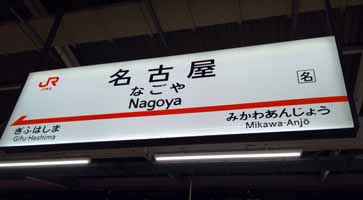 JR
名古屋
名
なごや
Nagoya
ぎふはしま
Gifu-Hashima
みかわあんじょう
Mikawa-Anjō